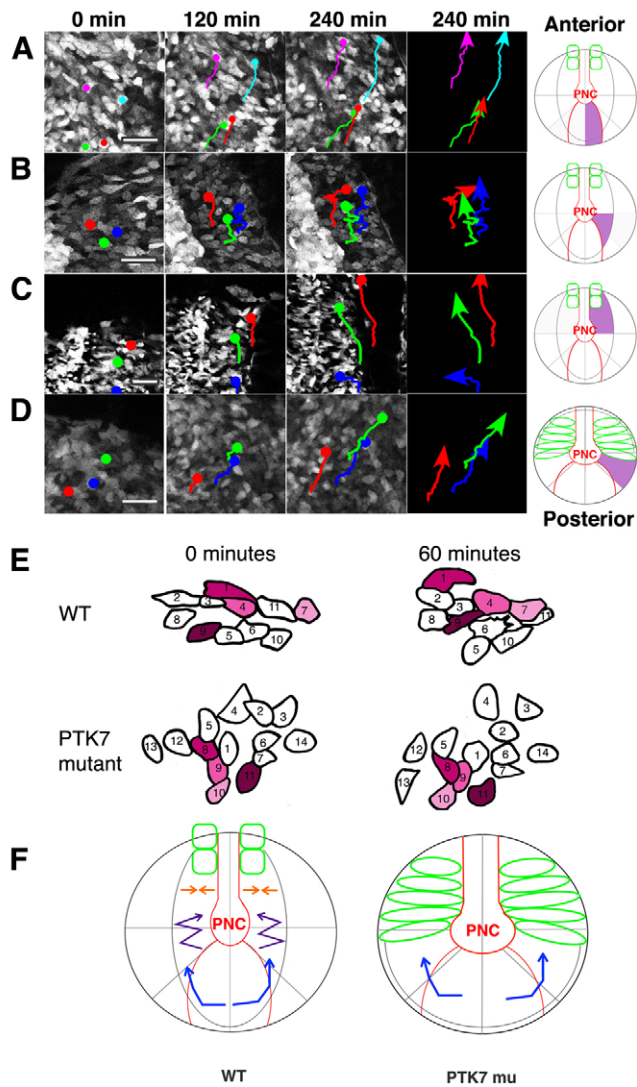 0 min 120 min 240 min 240 min Anterior
A
PNC
B
PNC
C
PNC
D
PNC
Posterior
E
0 minutes 60 minutes
WT
1 2 3 4 11 7 8 9 5 6 10
1 2 3 4 7 11 8 9 6 5 10
PTK7
mutant
4 2 3 5 13 12 8 1 6 14 9 7 10 11
4 3 2 5 12 1 6 14 13 8 9 7 10 11
F
PNC PNC
WT PTK7 mu